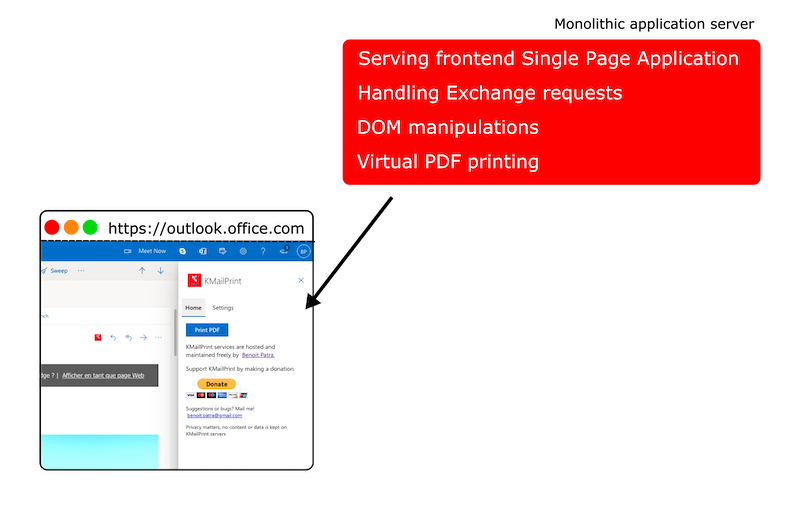 Monolithic application server
Serving frontend Single Page Application
Handling Exchange requests
DOM manipulations
Virtual PDF printing
https://outlook.office.com
Meet Now
BP
Sweep
KMailPrint
Home Settings
Print PDF
KMailPrint services are hosted and
maintained freely by Benoit Patra.
Support KMailPrint by making a donation.
Afficher en tant que page Web
Donate
VISA
Suggestions or bugs? Mail me!
benoit.patra@gmail.com
Privacy matters, no content or data is kept on
KMailPrint servers